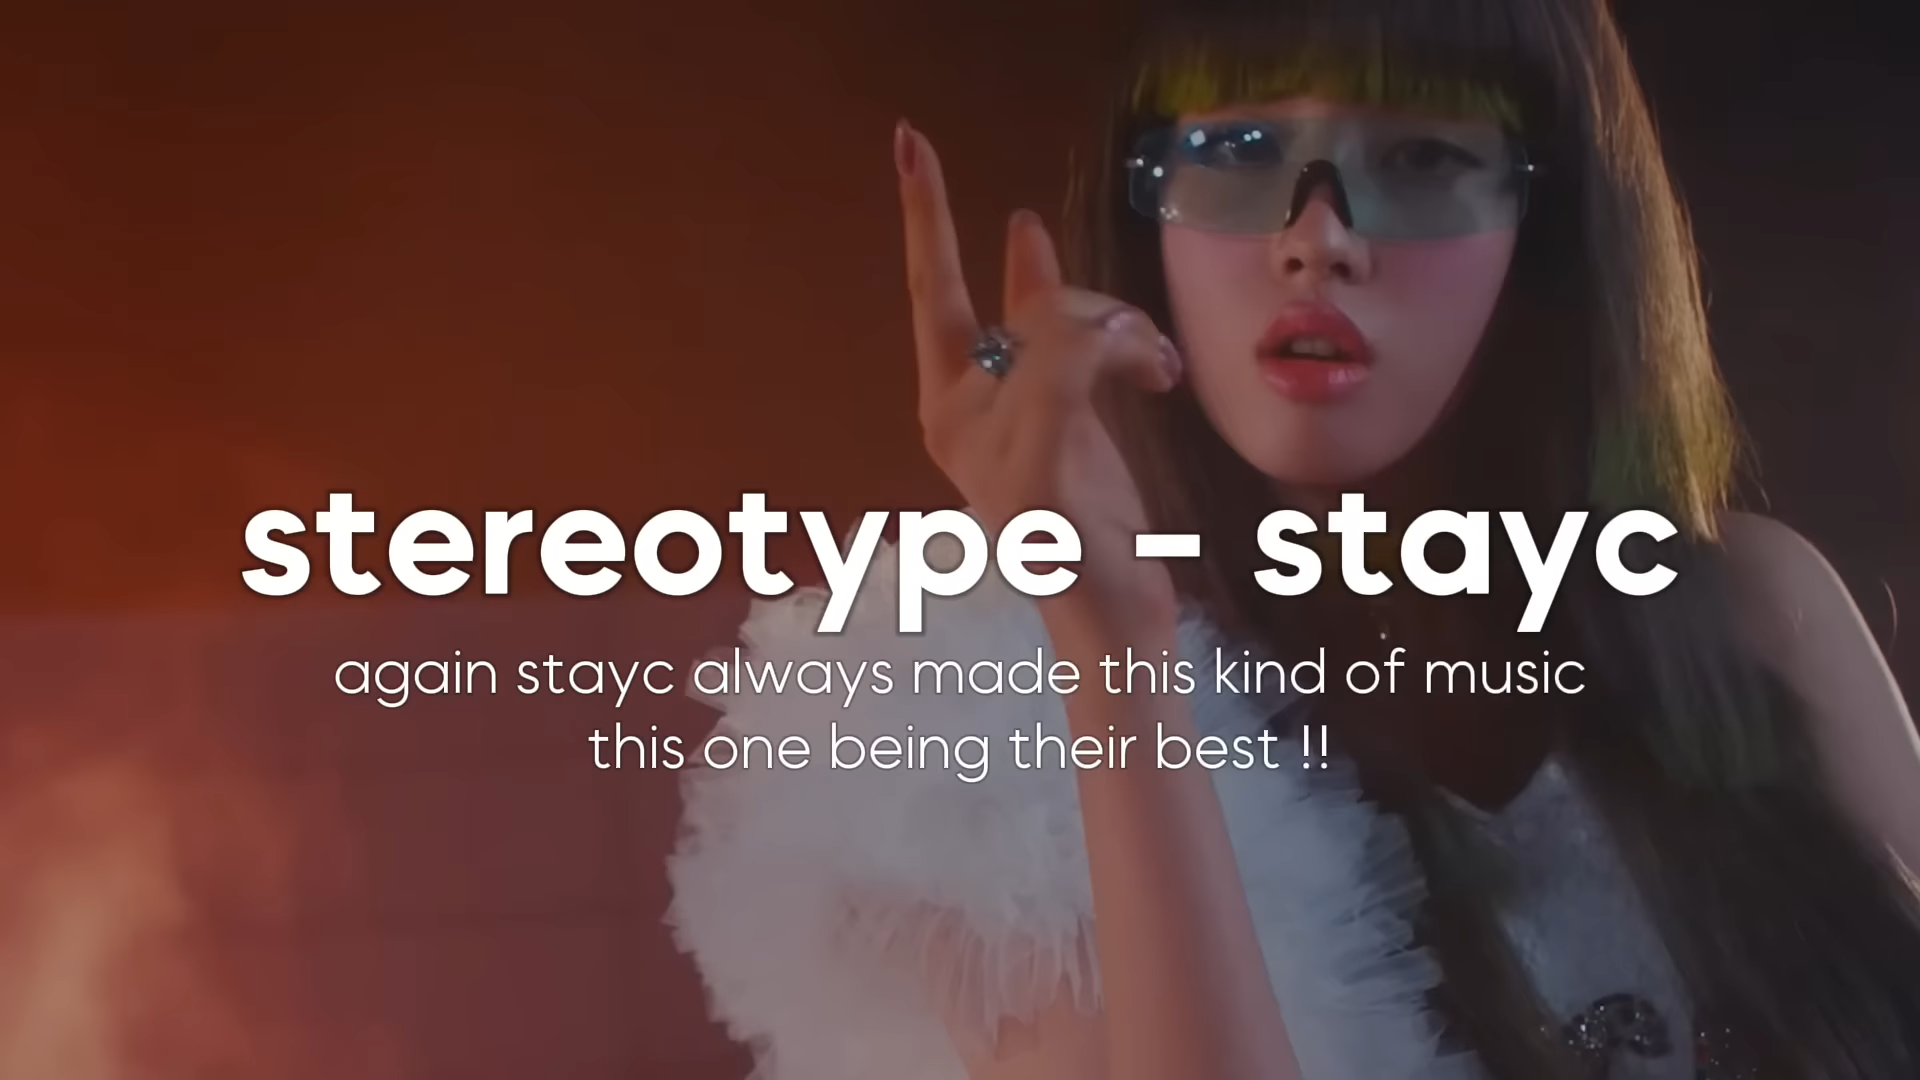 stereotype - stayc
again stayc always made this kind of music
this one being their best !!